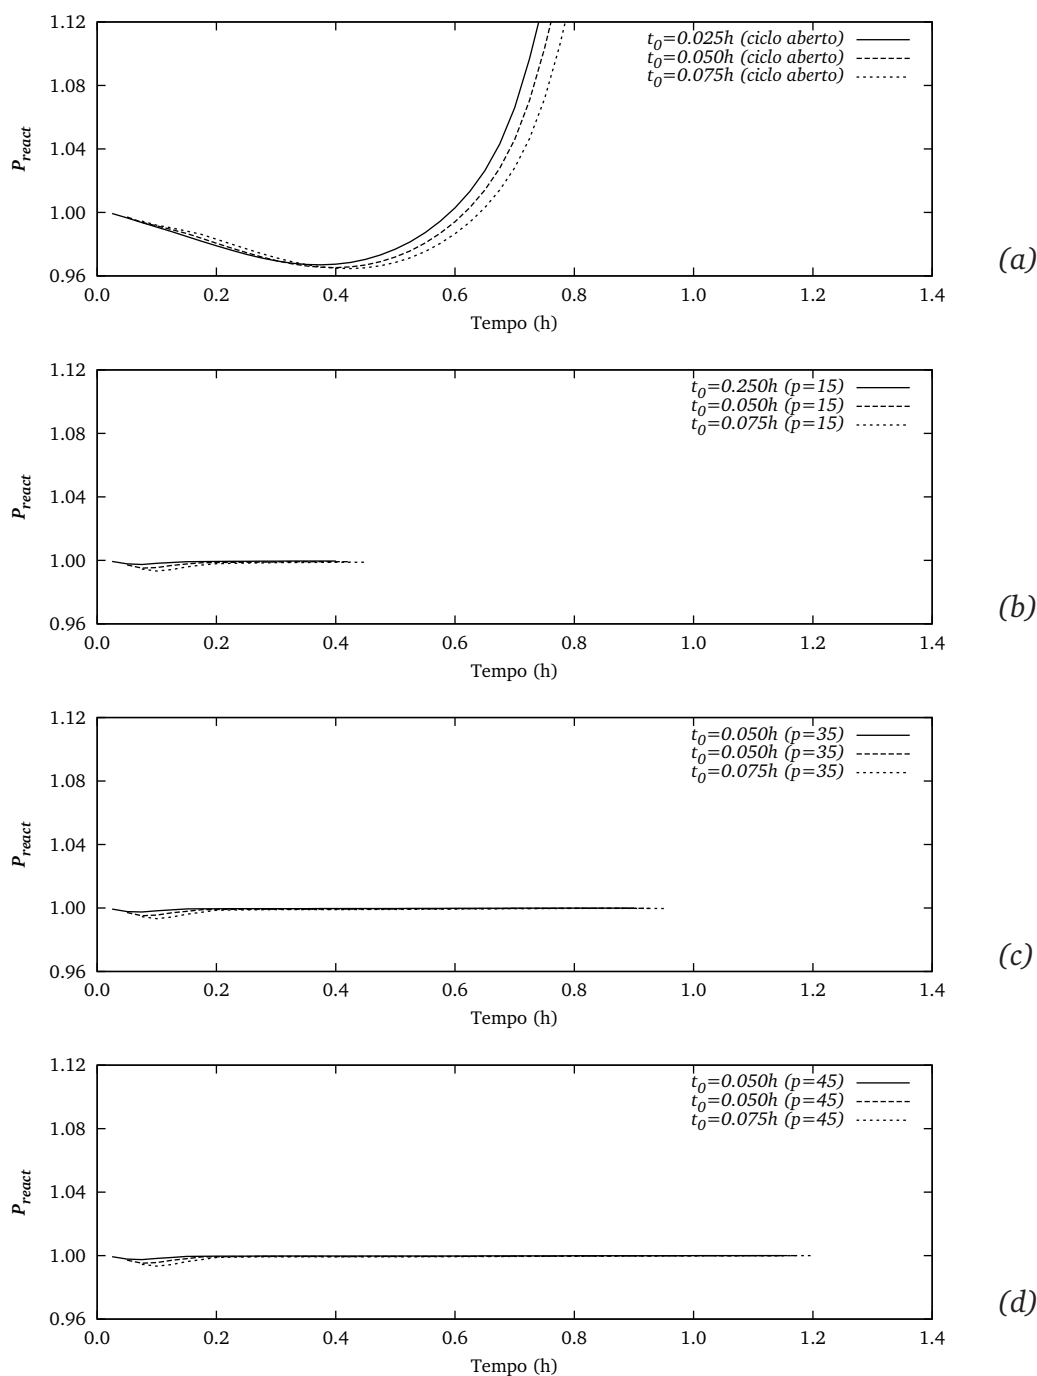 1.12
t0=0.025h (ciclo aberto)
t0=0.050h (ciclo aberto)
t0=0.075h (ciclo aberto)
1.08
1.04
1.00
0.96
Preact
0.0 0.2 0.4 0.6 0.8 1.0 1.2 1.4
Tempo (h)
(a)
1.12
t0=0.250h (p=15)
t0=0.050h (p=15)
t0=0.075h (p=15)
1.08
1.04
1.00
0.96
Preact
0.0 0.2 0.4 0.6 0.8 1.0 1.2 1.4
Tempo (h)
(b)
1.12
t0=0.050h (p=35)
t0=0.050h (p=35)
t0=0.075h (p=35)
1.08
1.04
1.00
0.96
Preact
0.0 0.2 0.4 0.6 0.8 1.0 1.2 1.4
Tempo (h)
(c)
1.12
t0=0.050h (p=45)
t0=0.050h (p=45)
t0=0.075h (p=45)
1.08
1.04
1.00
0.96
Preact
0.0 0.2 0.4 0.6 0.8 1.0 1.2 1.4
Tempo (h)
(d)